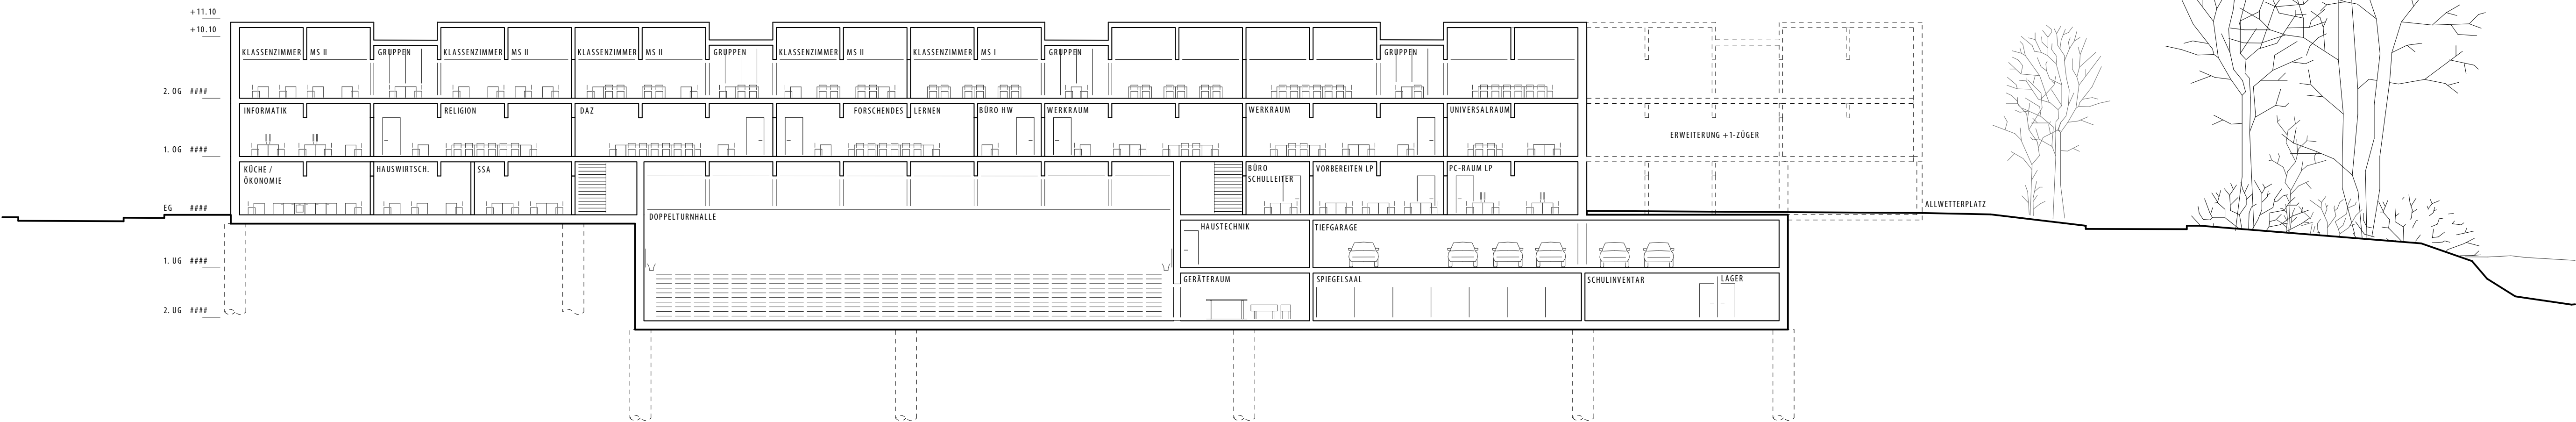 +11.10
+10.10
KLASSENZIMMER MS II GRUPPEN KLASSENZIMMER MS II KLASSENZIMMER MS II GRUPPEN KLASSENZIMMER MS II KLASSENZIMMER MS I GRUPPEN GRUPPEN
2. OG ####
INFORMATIK RELIGION DAZ FORSCHENDES LERNEN BÜRO HW WERKRAUM WERKRAUM UNIVERSALRAUM
ERWEITERUNG +1-ZÜGER
1. OG ####
KÜCHE /
ÖKONOMIE
HAUSWIRTSCH. SSA
BÜRO
SCHULLEITER
VORBEREITEN LP PC-RAUM LP
EG ####
ALLWETTERPLATZ
DOPPELTURNHALLE
HAUSTECHNIK TIEFGARAGE
1. UG ####
GERÄTERAUM SPIEGELSAAL SCHULINVENTAR LAGER
2. UG ####